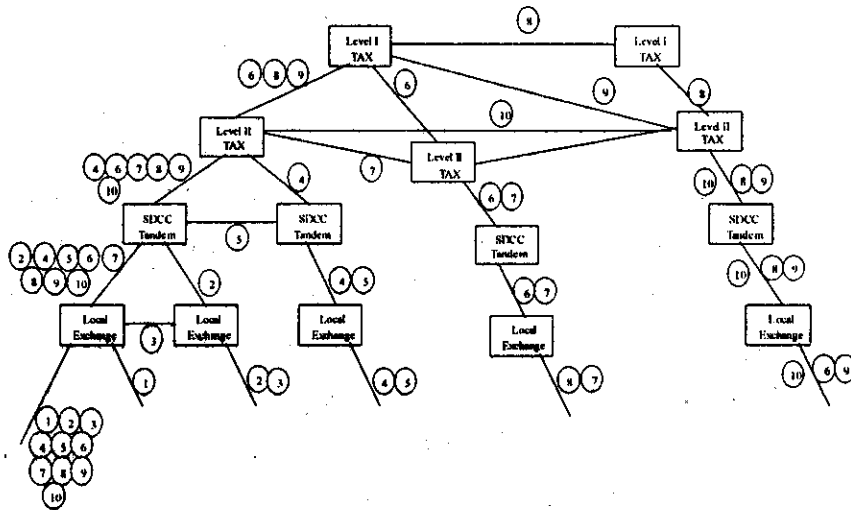 8
Level I
TAX
Level I
TAX
6 8 9
6
9
8
10
Level II
TAX
Level II
TAX
Level II
TAX
7
4 6 7 8 9
10
4
6 7
10 8 9
SDCC
Tandem
SDCC
Tandem
SDCC
Tandem
SDCC
Tandem
5
2 4 5 6 7
8 9 10
2
4 5
6 7
10 8 9
Local
Exchange
Local
Exchange
Local
Exchange
Local
Exchange
Local
Exchange
3
1
2 3
4 5
8 7
10 6 9
1 2 3
4 5 6
7 8 9
10